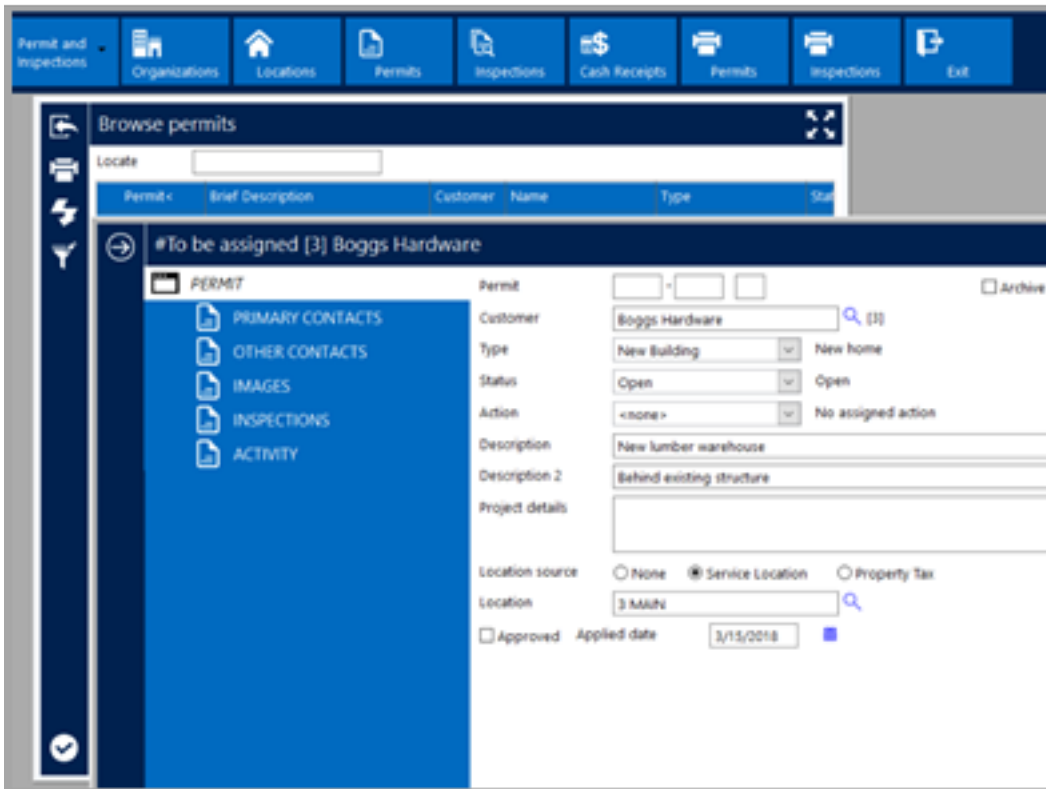 Permit and
Inspections
Organizations
Locations
Permits
Inspections
Cash Receipts
Permits
Inspections
Exit
Browse permits
Locate
Permit<
Brief Description
Customer
Name
Type
Stat
#To be assigned [3] Boggs Hardware
PERMIT
PRIMARY CONTACTS
OTHER CONTACTS
IMAGES
INSPECTIONS
ACTIVITY
Permit - Archive
Customer Boggs Hardware [3]
Type New Building New home
Status Open Open
Action <none> No assigned action
Description New lumber warehouse
Description 2 Behind existing structure
Project details
Location source None Service Location Property Tax
Location 3 MAIN
Approved Applied date 3/15/2018